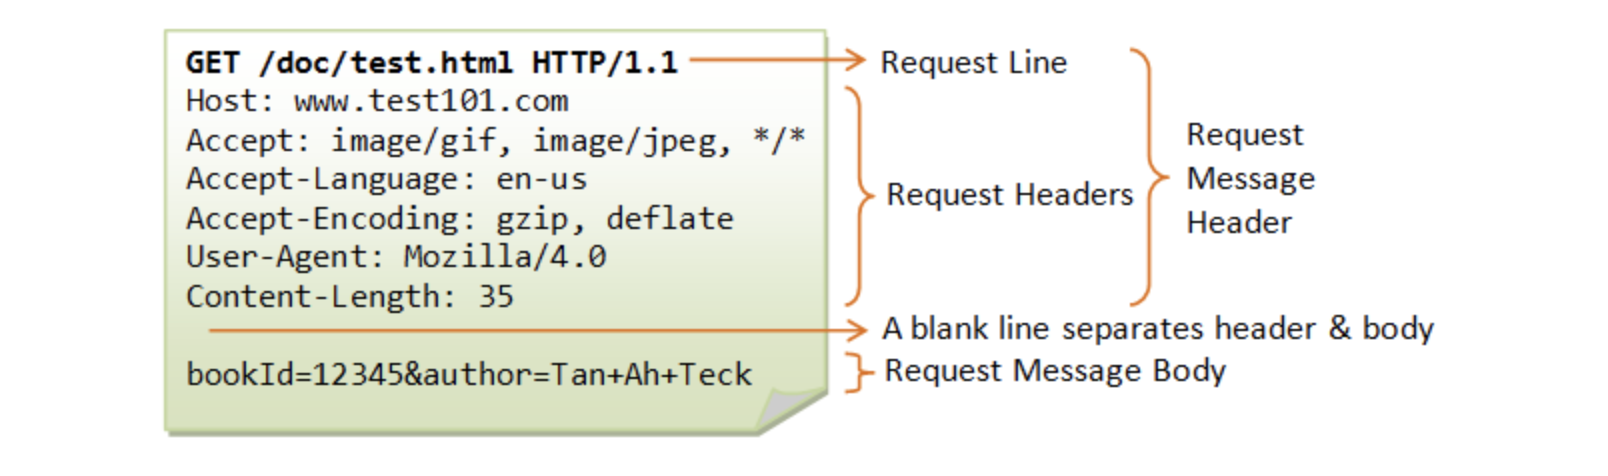 GET /doc/test.html HTTP/1.1
Request Line
Host: www.test101.com
Accept: image/gif, image/jpeg, */*
Accept-Language: en-us
Accept-Encoding: gzip, deflate
User-Agent: Mozilla/4.0
Content-Length: 35
Request Headers
Request
Message
Header
A blank line separates header & body
bookId=12345&author=Tan+Ah+Teck
Request Message Body